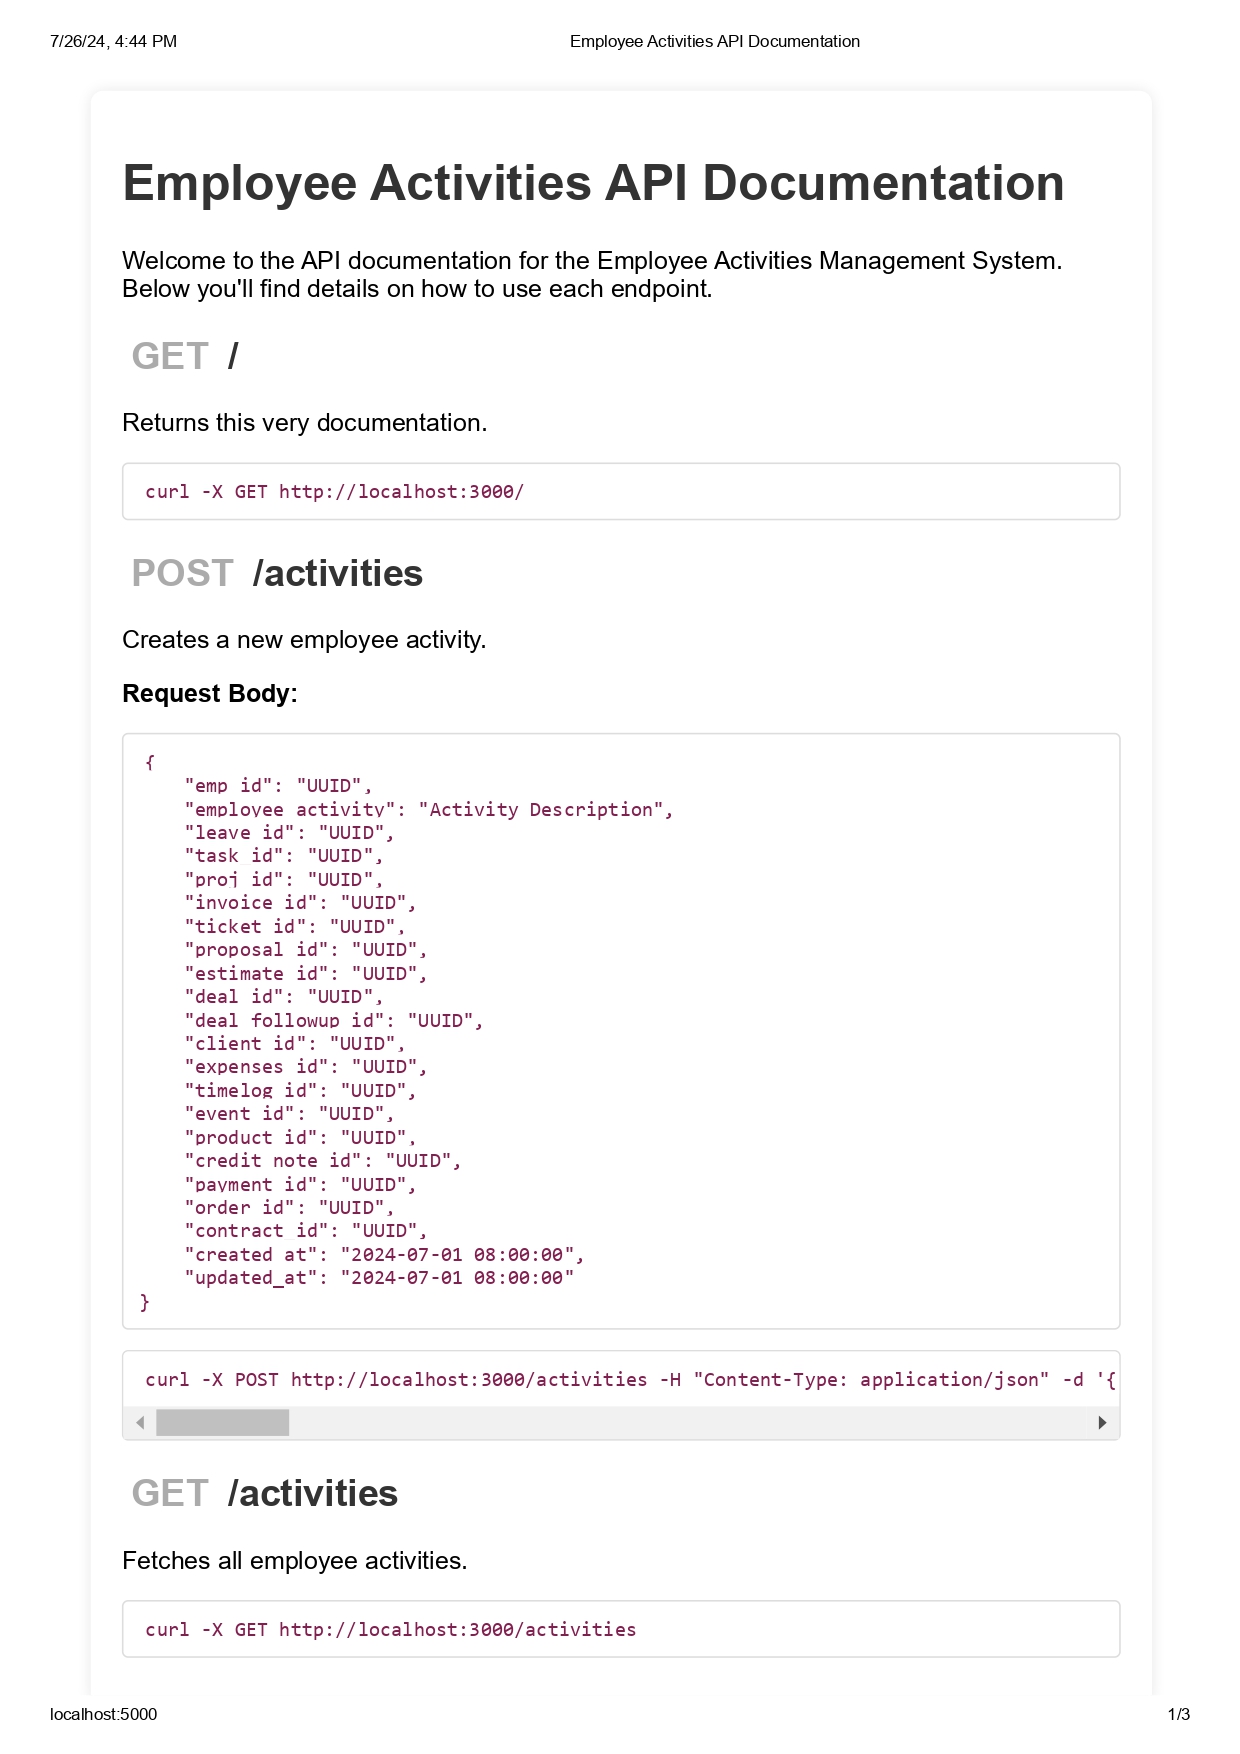 7/26/24, 4:44 PM Employee Activities API Documentation
Employee Activities API Documentation
Welcome to the API documentation for the Employee Activities Management System.
Below you'll find details on how to use each endpoint.
GET /
Returns this very documentation.
curl -X GET http://localhost:3000/
POST /activities
Creates a new employee activity.
Request Body:
{
    "emp_id": "UUID",
    "employee_activity": "Activity Description",
    "leave_id": "UUID",
    "task_id": "UUID",
    "proj_id": "UUID",
    "invoice_id": "UUID",
    "ticket_id": "UUID",
    "proposal_id": "UUID",
    "estimate_id": "UUID",
    "deal_id": "UUID",
    "deal_followup_id": "UUID",
    "client_id": "UUID",
    "expenses_id": "UUID",
    "timelog_id": "UUID",
    "event_id": "UUID",
    "product_id": "UUID",
    "credit_note_id": "UUID",
    "payment_id": "UUID",
    "order_id": "UUID",
    "contract_id": "UUID",
    "created_at": "2024-07-01 08:00:00",
    "updated_at": "2024-07-01 08:00:00"
}
curl -X POST http://localhost:3000/activities -H "Content-Type: application/json" -d '{
GET /activities
Fetches all employee activities.
curl -X GET http://localhost:3000/activities
localhost:5000 1/3